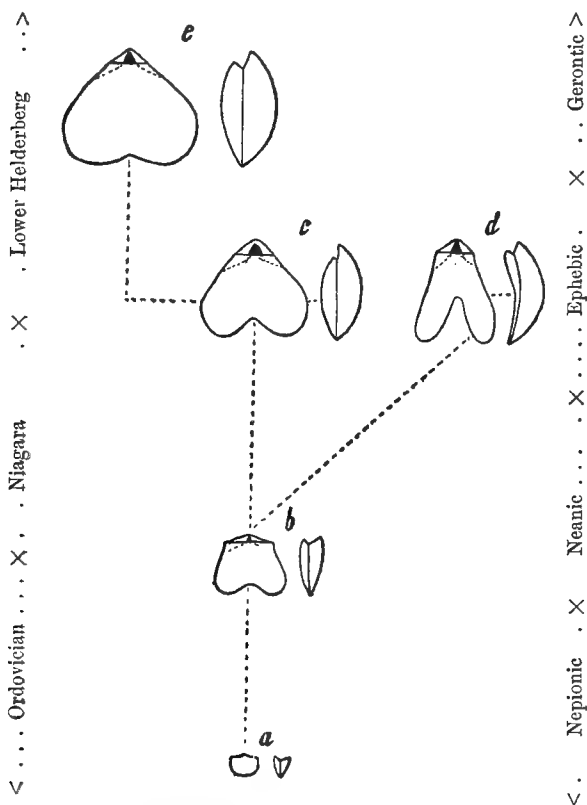 < . . . Ordovician . . . × . . . Niagara . × . Lower Helderberg . . >
e
c
d
b
a
< . Nepionic . × Neanic . . . . × . . . . . Ephebic . × . . Gerontic >